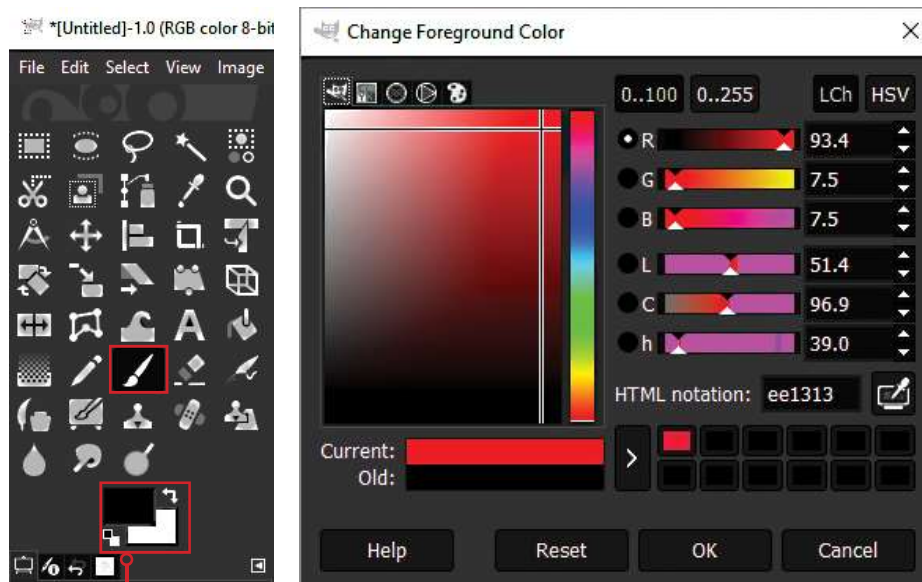 *[Untitled]-1.0 (RGB color 8-bit
File Edit Select View Image
Change Foreground Color
0..100 0..255 LCh HSV
R 93.4
G 7.5
B 7.5
L 51.4
C 96.9
h 39.0
HTML notation: ee1313
Current:
Old:
Help Reset OK Cancel